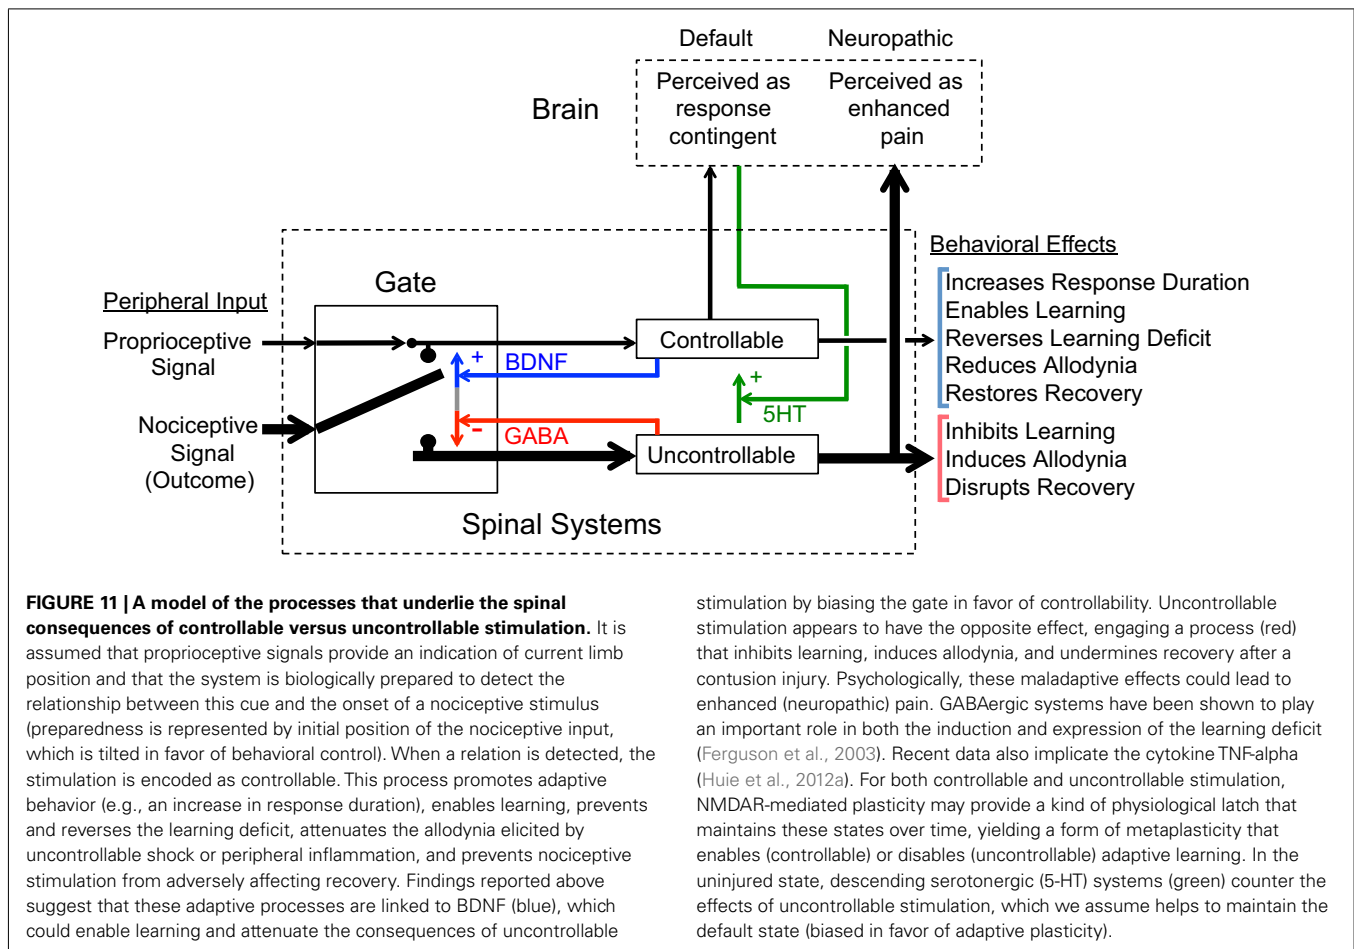 Default
Neuropathic
Brain
Perceived as
response
contingent
Perceived as
enhanced
pain
Peripheral Input
Proprioceptive
Signal
Nociceptive
Signal
(Outcome)
Gate
+
BDNF
-
GABA
Controllable
+
5HT
Uncontrollable
Spinal Systems
Behavioral Effects
Increases Response Duration
Enables Learning
Reverses Learning Deficit
Reduces Allodynia
Restores Recovery
Inhibits Learning
Induces Allodynia
Disrupts Recovery
FIGURE 11 | A model of the processes that underlie the spinal
consequences of controllable versus uncontrollable stimulation. It is
assumed that proprioceptive signals provide an indication of current limb
position and that the system is biologically prepared to detect the
relationship between this cue and the onset of a nociceptive stimulus
(preparedness is represented by initial position of the nociceptive input,
which is tilted in favor of behavioral control). When a relation is detected, the
stimulation is encoded as controllable. This process promotes adaptive
behavior (e.g., an increase in response duration), enables learning, prevents
and reverses the learning deficit, attenuates the allodynia elicited by
uncontrollable shock or peripheral inflammation, and prevents nociceptive
stimulation from adversely affecting recovery. Findings reported above
suggest that these adaptive processes are linked to BDNF (blue), which
could enable learning and attenuate the consequences of uncontrollable
stimulation by biasing the gate in favor of controllability. Uncontrollable
stimulation appears to have the opposite effect, engaging a process (red)
that inhibits learning, induces allodynia, and undermines recovery after a
contusion injury. Psychologically, these maladaptive effects could lead to
enhanced (neuropathic) pain. GABAergic systems have been shown to play
an important role in both the induction and expression of the learning deficit
(Ferguson et al., 2003). Recent data also implicate the cytokine TNF-alpha
(Huie et al., 2012a). For both controllable and uncontrollable stimulation,
NMDAR-mediated plasticity may provide a kind of physiological latch that
maintains these states over time, yielding a form of metaplasticity that
enables (controllable) or disables (uncontrollable) adaptive learning. In the
uninjured state, descending serotonergic (5-HT) systems (green) counter the
effects of uncontrollable stimulation, which we assume helps to maintain the
default state (biased in favor of adaptive plasticity).